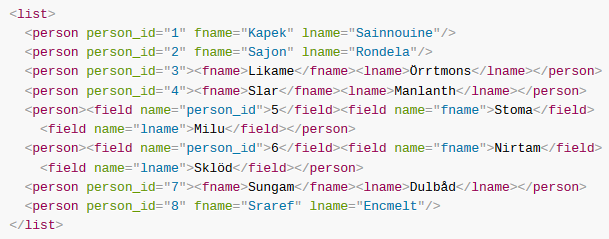 <list>
  <person person_id="1" fname="Kapek" lname="Sainnouine"/>
  <person person_id="2" fname="Sajon" lname="Rondela"/>
  <person person_id="3"><fname>Likame</fname><lname>Örrtmons</lname></person>
  <person person_id="4"><fname>Slar</fname><lname>Manlanth</lname></person>
  <person><field name="person_id">5</field><field name="fname">Stoma</field>
    <field name="lname">Milu</field></person>
  <person><field name="person_id">6</field><field name="fname">Nirtam</field>
    <field name="lname">Sklöd</field></person>
  <person person_id="7"><fname>Sungam</fname><lname>Dulbåd</lname></person>
  <person person_id="8" fname="Sraref" lname="Encmelt"/>
</list>